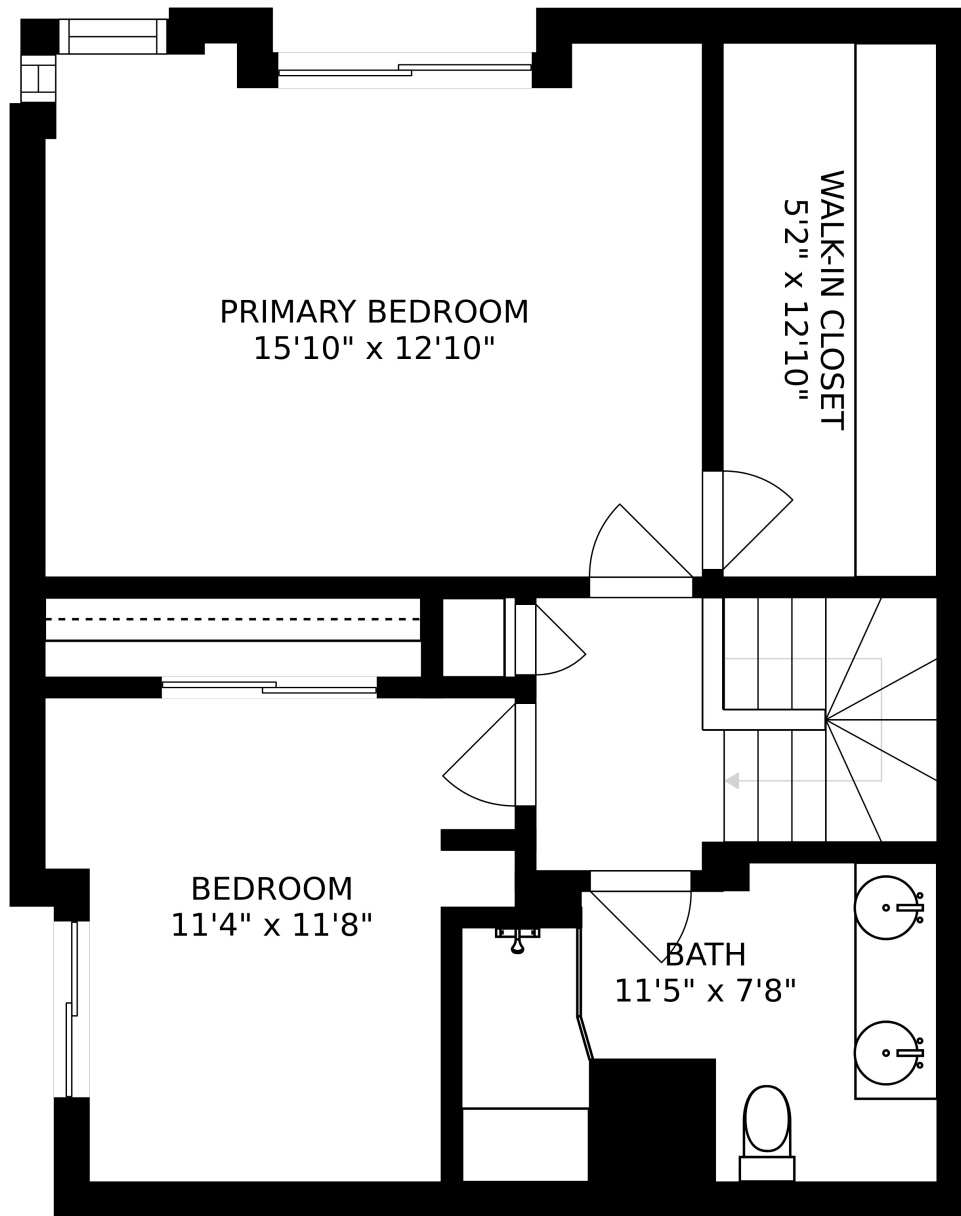 PRIMARY BEDROOM
15'10" x 12'10"
WALK-IN CLOSET
5'2" x 12'10"
BEDROOM
11'4" x 11'8"
BATH
11'5" x 7'8"